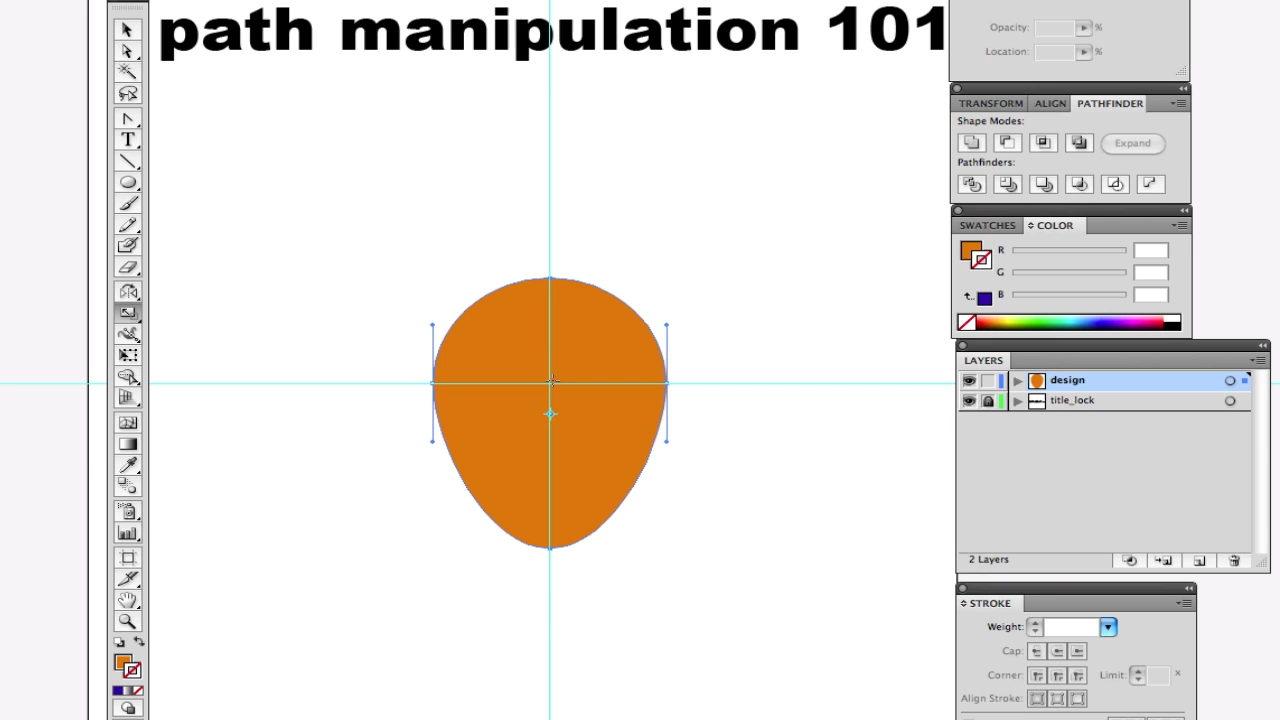 path manipulation 101
Opacity: %
Location: %
TRANSFORM ALIGN PATHFINDER
Shape Modes:
Expand
Pathfinders:
SWATCHES COLOR
R
G
B
LAYERS
design
title_lock
2 Layers
STROKE
Weight:
Cap:
Corner: Limit: x
Align Stroke:
T